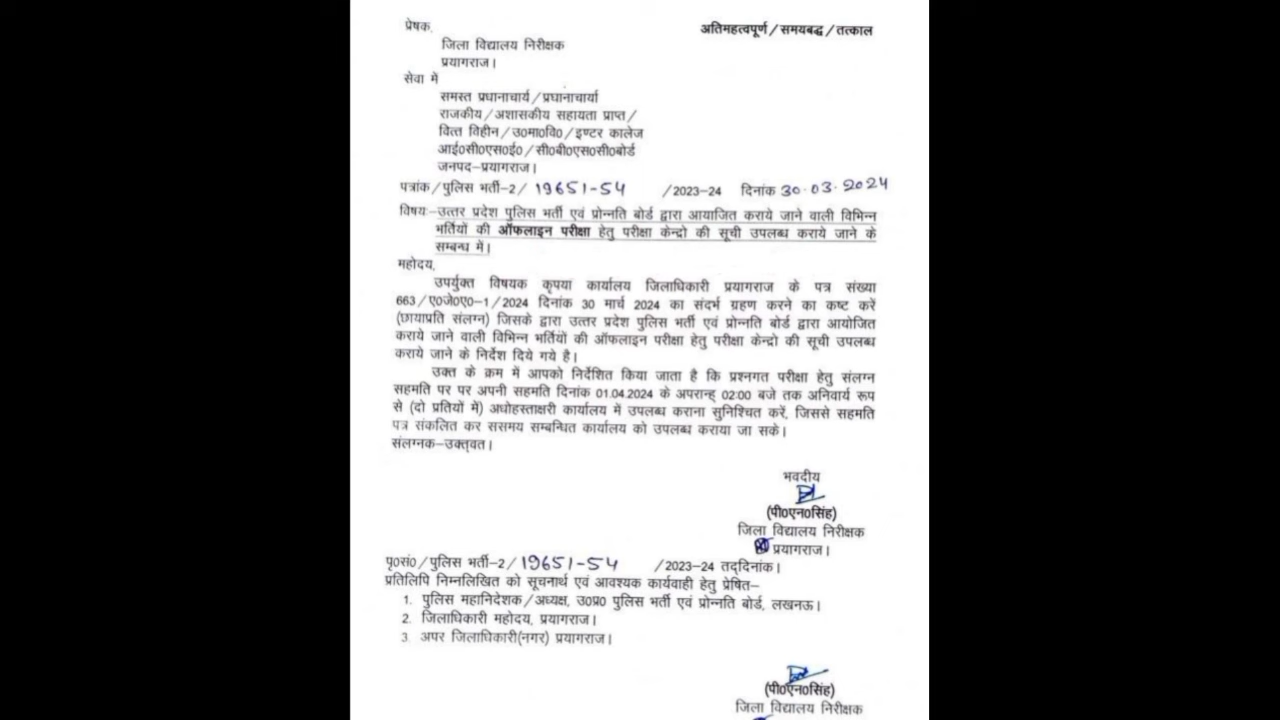 प्रेषक,
अतिमहत्वपूर्ण/समयबद्ध/तत्काल
जिला विद्यालय निरीक्षक
प्रयागराज।
सेवा में
समस्त प्रधानाचार्य/प्रधानाचार्या
राजकीय/अशासकीय सहायता प्राप्त/
वित्त विहीन/उ0मा0वि0/इण्टर कालेज
आई0सी0एस0ई0/सी0बी0एस0सी0बोर्ड
जनपद–प्रयागराज।
पत्रांक/पुलिस भर्ती–2/ 19651-54 /2023–24 दिनांक 30.03.2024
विषयः–उत्तर प्रदेश पुलिस भर्ती एवं प्रोन्नति बोर्ड द्वारा आयाजित कराये जाने वाली विभिन्न
भर्तियों की ऑफलाइन परीक्षा हेतु परीक्षा केन्द्रो की सूची उपलब्ध कराये जाने के
सम्बन्ध में।
महोदय,
उपर्युक्त विषयक कृपया कार्यालय जिलाधिकारी प्रयागराज के पत्र संख्या
663/ए0जे0ए0–1/2024 दिनांक 30 मार्च 2024 का संदर्भ ग्रहण करने का कष्ट करें
(छायाप्रति संलग्न) जिसके द्वारा उत्तर प्रदेश पुलिस भर्ती एवं प्रोन्नति बोर्ड द्वारा आयोजित
कराये जाने वाली विभिन्न भर्तियों की ऑफलाइन परीक्षा हेतु परीक्षा केन्द्रो की सूची उपलब्ध
कराये जाने के निर्देश दिये गये है।
उक्त के क्रम में आपको निर्देशित किया जाता है कि प्रश्नगत परीक्षा हेतु संलग्न
सहमति पर पर अपनी सहमति दिनांक 01.04.2024 के अपरान्ह् 02:00 बजे तक अनिवार्य रूप
से (दो प्रतियों में) अधोहस्ताक्षरी कार्यालय में उपलब्ध कराना सुनिश्चित करें, जिससे सहमति
पत्र संकलित कर ससमय सम्बन्धित कार्यालय को उपलब्ध कराया जा सके।
संलग्नक–उक्त्वत।
भवदीय
(पी0एन0सिंह)
जिला विद्यालय निरीक्षक
प्रयागराज।
पृ0सं0/पुलिस भर्ती–2/19651-54 /2023–24 तद्दिनांक।
प्रतिलिपि निम्नलिखित को सूचनार्थ एवं आवश्यक कार्यवाही हेतु प्रेषित–
1. पुलिस महानिदेशक/अध्यक्ष, उ0प्र0 पुलिस भर्ती एवं प्रोन्नति बोर्ड, लखनऊ।
2. जिलाधिकारी महोदय, प्रयागराज।
3. अपर जिलाधिकारी(नगर) प्रयागराज।
(पी0एन0सिंह)
जिला विद्यालय निरीक्षक